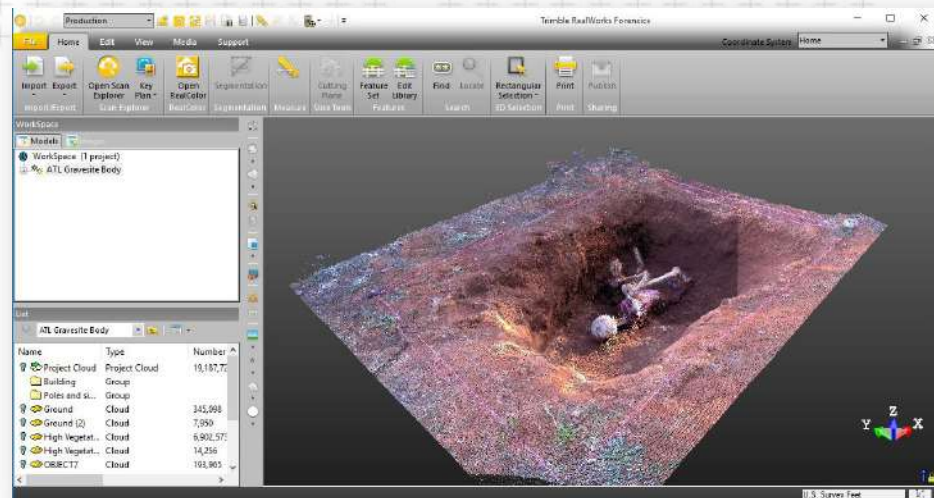 Production
Trimble RealWorks Forensics
File Home Edit View Media Support
Coordinate System Home
Import Export Open Scan Explorer Key Plan Open RealColor Segmentation Cutting Plane Feature Set Edit Library Find Locate Rectangular Selection Print Publish
Import/Export Scan Explorer RealColor Segmentation Measure Features Search 3D Selection Print Sharing
WorkSpace
Models Images
WorkSpace (1 project)
ATL Gravesite Body
List
ATL Gravesite Body
Name Type Number
Project Cloud Project Cloud 19,187,72
Building Group
Poles and si... Group
Ground Cloud 345,098
Ground (2) Cloud 7,950
High Vegetat... Cloud 6,902,573
High Vegetat... Cloud 14,256
OBJECT7 Cloud 193,965
Z
Y X
U.S. Survey Feet